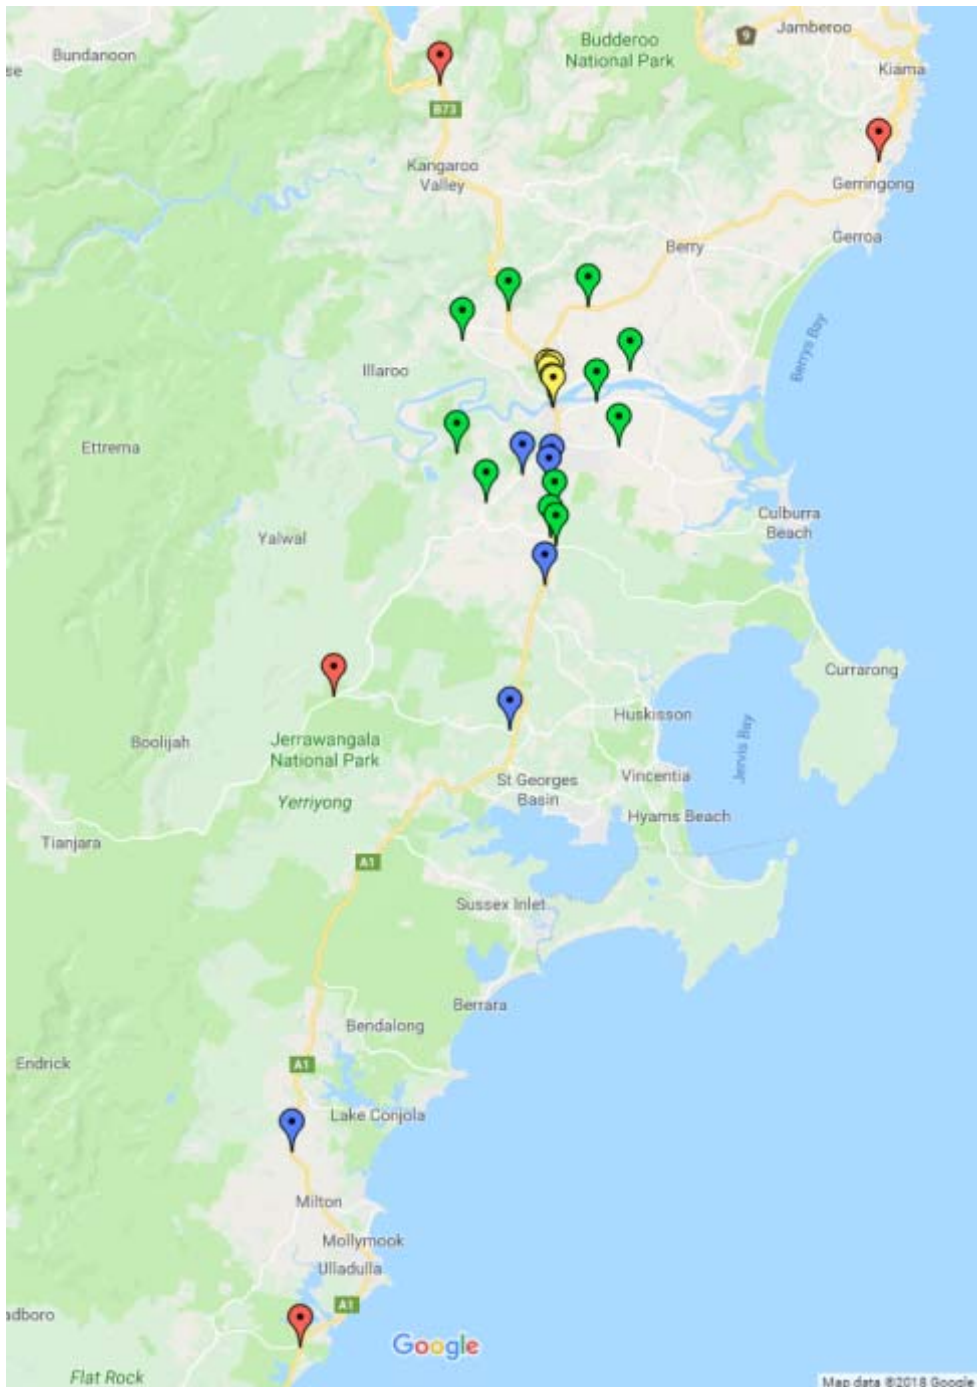 Bundanoon
Budderoo
National Park
9
Jamberoo
se
Kiama
B73
Kangaroo
Valley
Gerringong
Berry
Gerroa
Berrys Bay
Illaroo
Ettrema
Culburra
Beach
Yalwal
Currarong
Huskisson
Boolijah
Jerrawangala
National Park
Jervis Bay
St Georges
Basin
Vincentia
Yerriyong
Hyams Beach
Tianjara
A1
Sussex Inlet
Berrara
Bendalong
Endrick
A1
Lake Conjola
Milton
Mollymook
Ulladulla
adboro
A1
Google
Flat Rock
Map data ©2018 Google